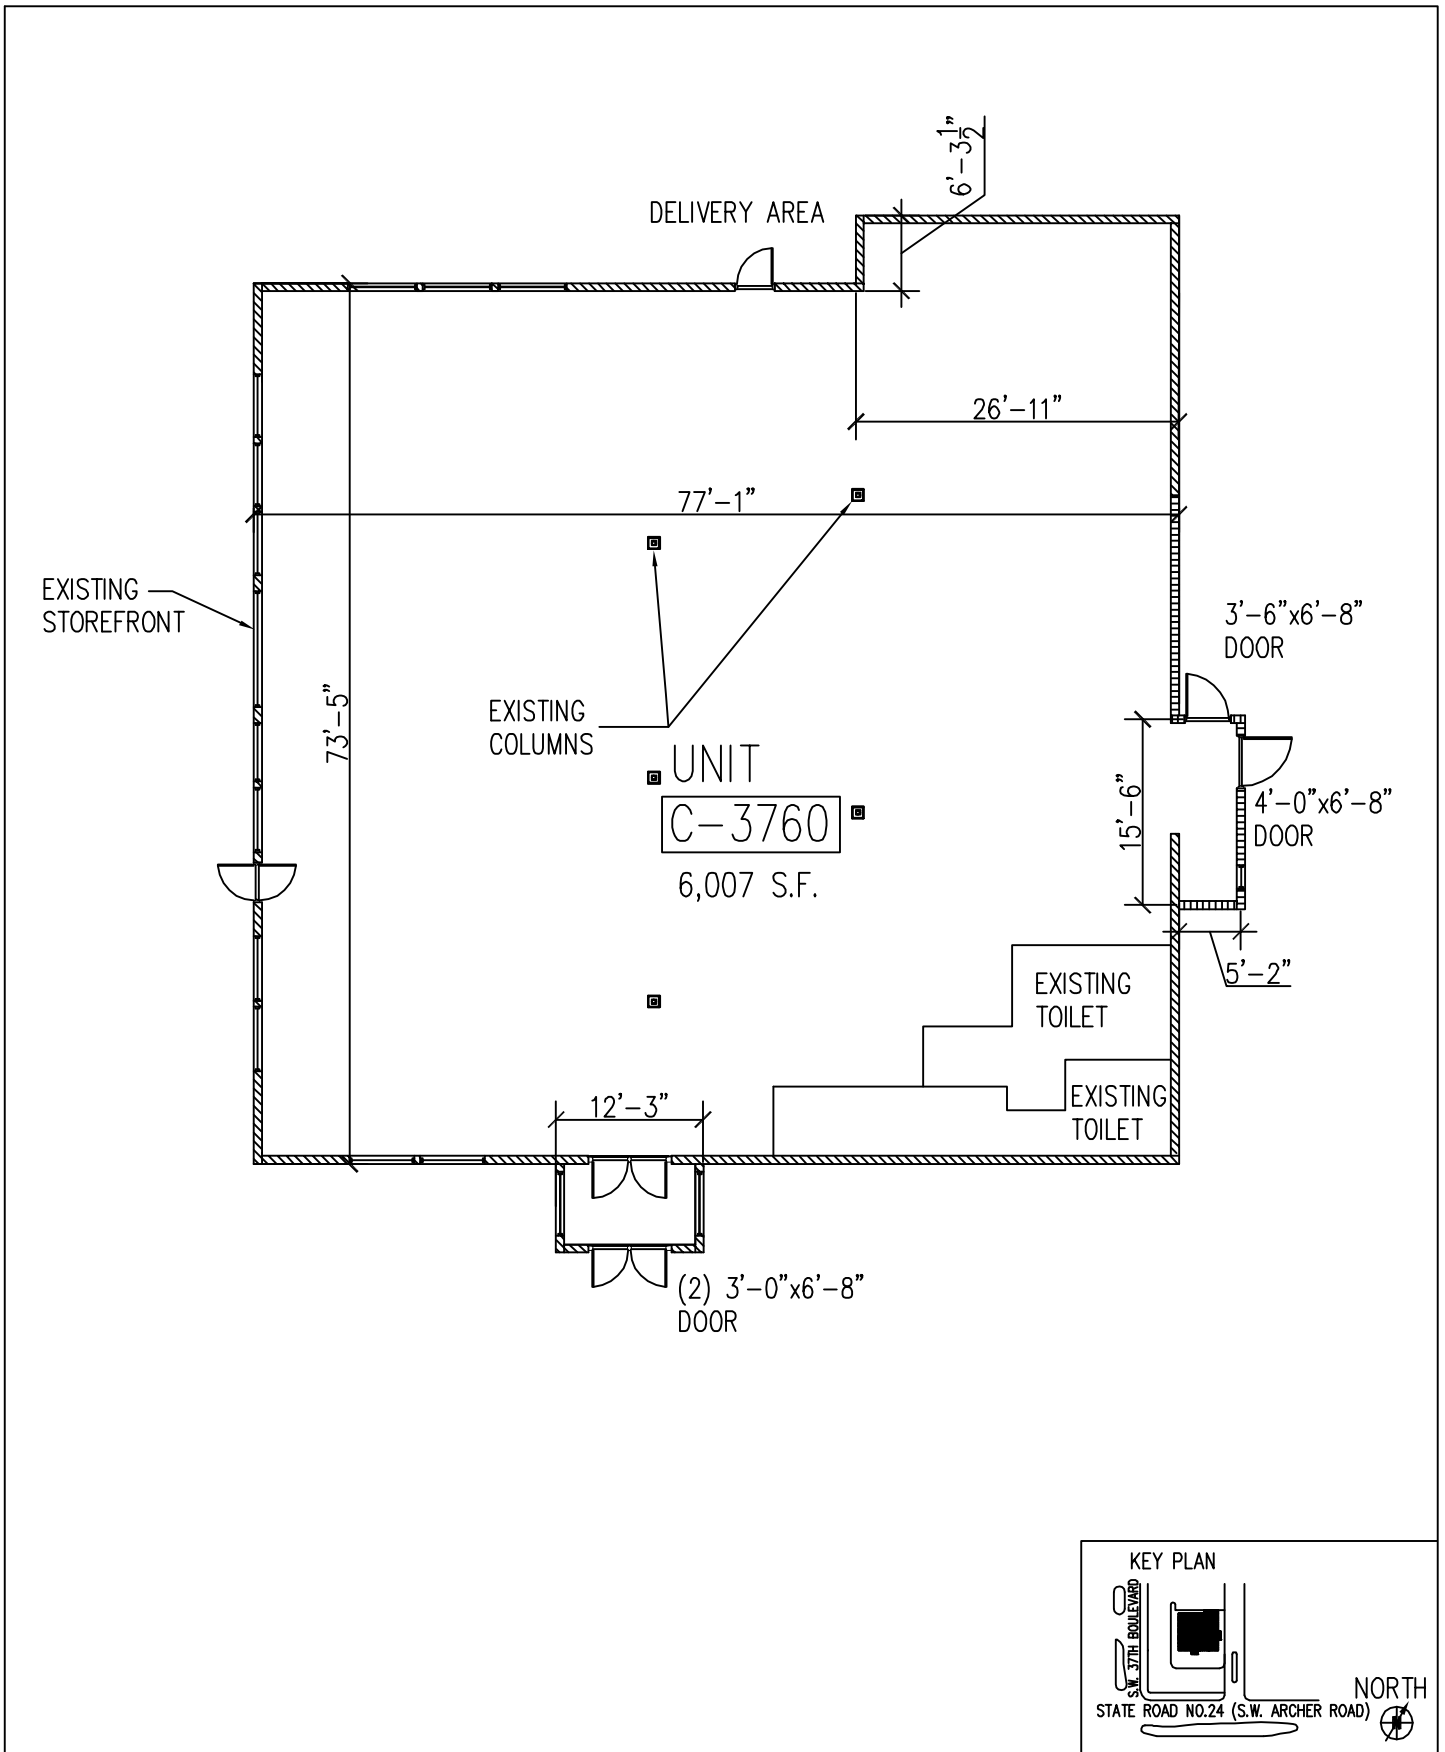 6'-3 1/2"
DELIVERY AREA
26'-11"
77'-1"
EXISTING
STOREFRONT
3'-6"x6'-8"
DOOR
73'-5"
EXISTING
COLUMNS
UNIT
C-3760
6,007 S.F.
15'-6"
4'-0"x6'-8"
DOOR
5'-2"
EXISTING
TOILET
EXISTING
TOILET
12'-3"
(2) 3'-0"x6'-8"
DOOR
KEY PLAN
S.W. 37TH BOULEVARD
NORTH
STATE ROAD NO.24 (S.W. ARCHER ROAD)